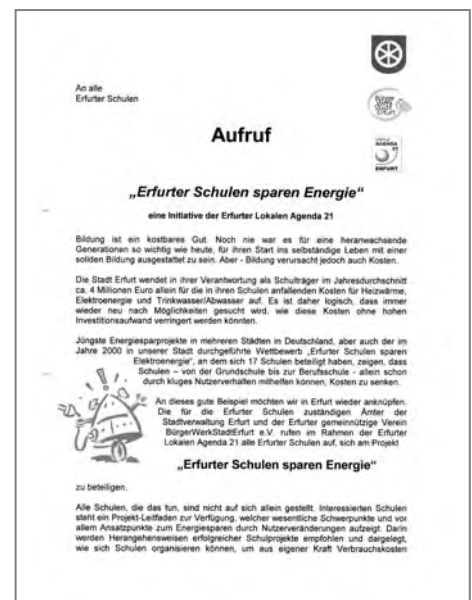 An alle
Erfurter Schulen
Bürger
Stadt
Erfurt
AGENDA
21
ERFURT
Aufruf
„Erfurter Schulen sparen Energie“
eine Initiative der Erfurter Lokalen Agenda 21
Bildung ist ein kostbares Gut. Noch nie war es für eine heranwachsende
Generationen so wichtig wie heute, für ihren Start ins selbständige Leben mit einer
soliden Bildung ausgestattet zu sein. Aber - Bildung verursacht jedoch auch Kosten.
Die Stadt Erfurt wendet in ihrer Verantwortung als Schulträger im Jahresdurchschnitt
ca. 4 Millionen Euro allein für die in ihren Schulen anfallenden Kosten für Heizwärme,
Elektroenergie und Trinkwasser/Abwasser auf. Es ist daher logisch, dass immer
wieder neu nach Möglichkeiten gesucht wird, wie diese Kosten ohne hohen
Investitionsaufwand verringert werden könnten.
Jüngste Energiesparprojekte in mehreren Städten in Deutschland, aber auch der im
Jahre 2000 in unserer Stadt durchgeführte Wettbewerb „Erfurter Schulen sparen
Elektroenergie“, an dem sich 17 Schulen beteiligt haben, zeigen, dass
Schulen – von der Grundschule bis zur Berufsschule - allein schon
durch kluges Nutzerverhalten mithelfen können, Kosten zu senken.
An dieses gute Beispiel möchten wir in Erfurt wieder anknüpfen.
Die für die Erfurter Schulen zuständigen Ämter der
Stadtverwaltung Erfurt und der Erfurter gemeinnützige Verein
BürgerWerkStadtErfurt e.V. rufen im Rahmen der Erfurter
Lokalen Agenda 21 alle Erfurter Schulen auf, sich am Projekt
„Erfurter Schulen sparen Energie“
zu beteiligen.
Alle Schulen, die das tun, sind nicht auf sich allein gestellt. Interessierten Schulen
steht ein Projekt-Leitfaden zur Verfügung, welcher wesentliche Schwerpunkte und vor
allem Ansatzpunkte zum Energiesparen durch Nutzerveränderungen aufzeigt. Darin
werden Herangehensweisen erfolgreicher Schulprojekte empfohlen und dargelegt,
wie sich Schulen organisieren können, um aus eigener Kraft Verbrauchskosten